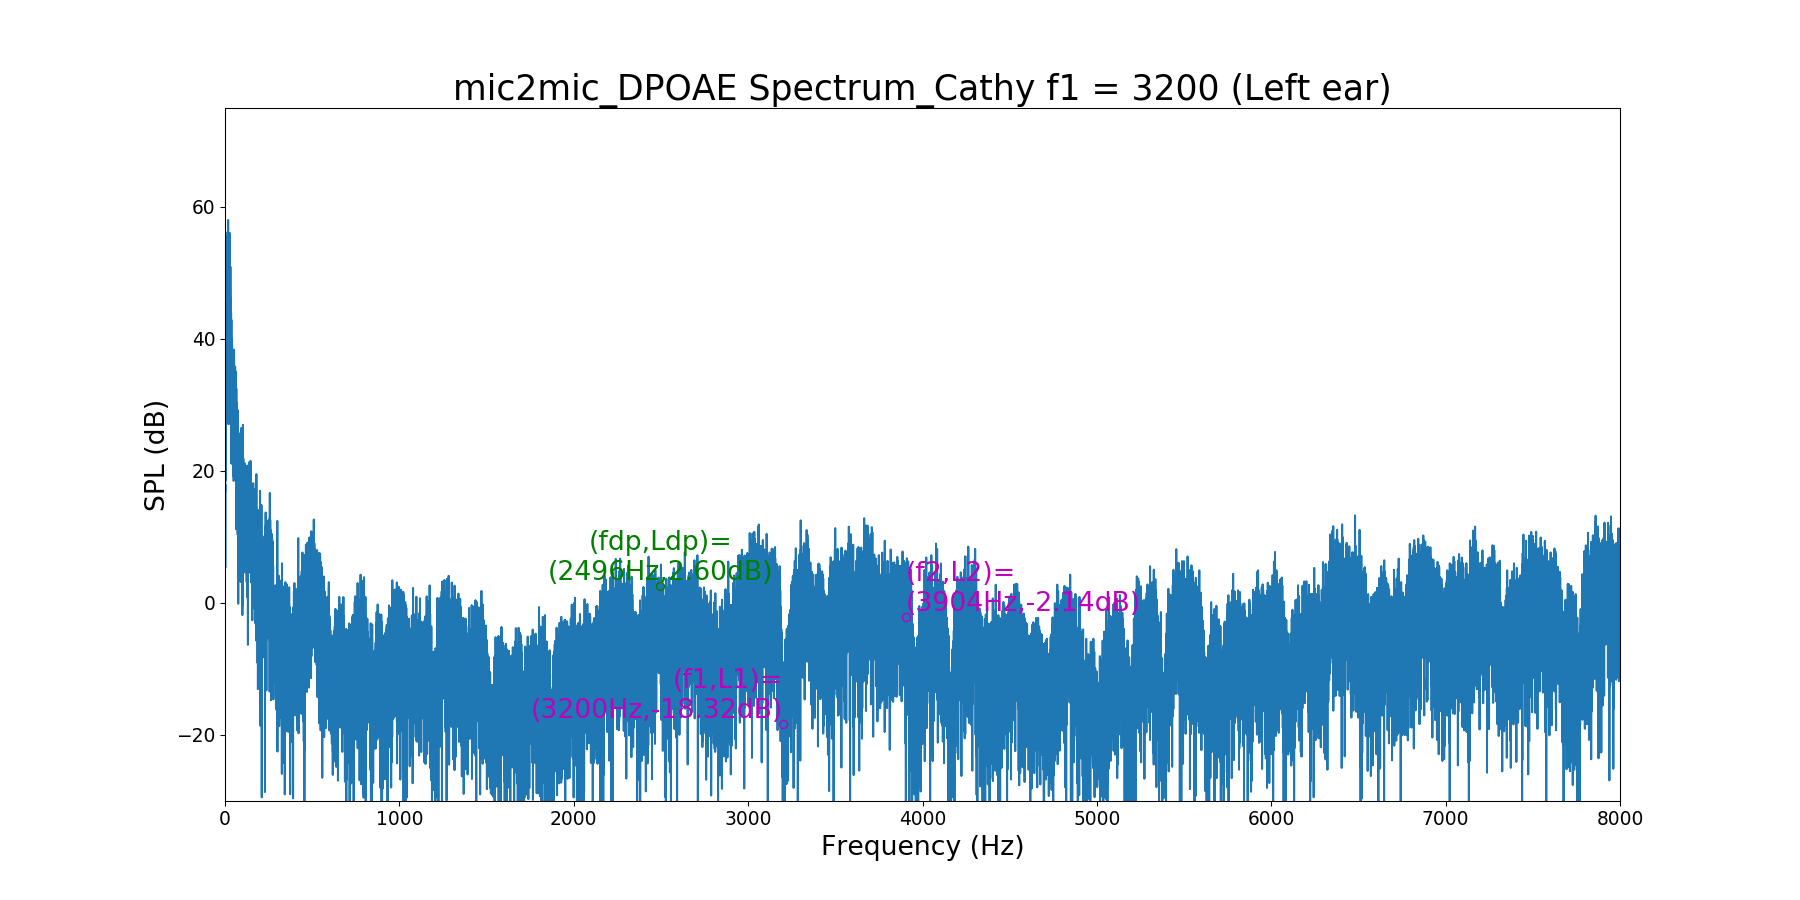 mic2mic_DPOAE Spectrum_Cathy f1 = 3200 (Left ear)
60
40
20
0
−20
SPL (dB)
(fdp,Ldp)=
(2496Hz,2.60dB)
(f2,L2)=
(3904Hz,-2.14dB)
(f1,L1)=
(3200Hz,-18.32dB)
0 1000 2000 3000 4000 5000 6000 7000 8000
Frequency (Hz)